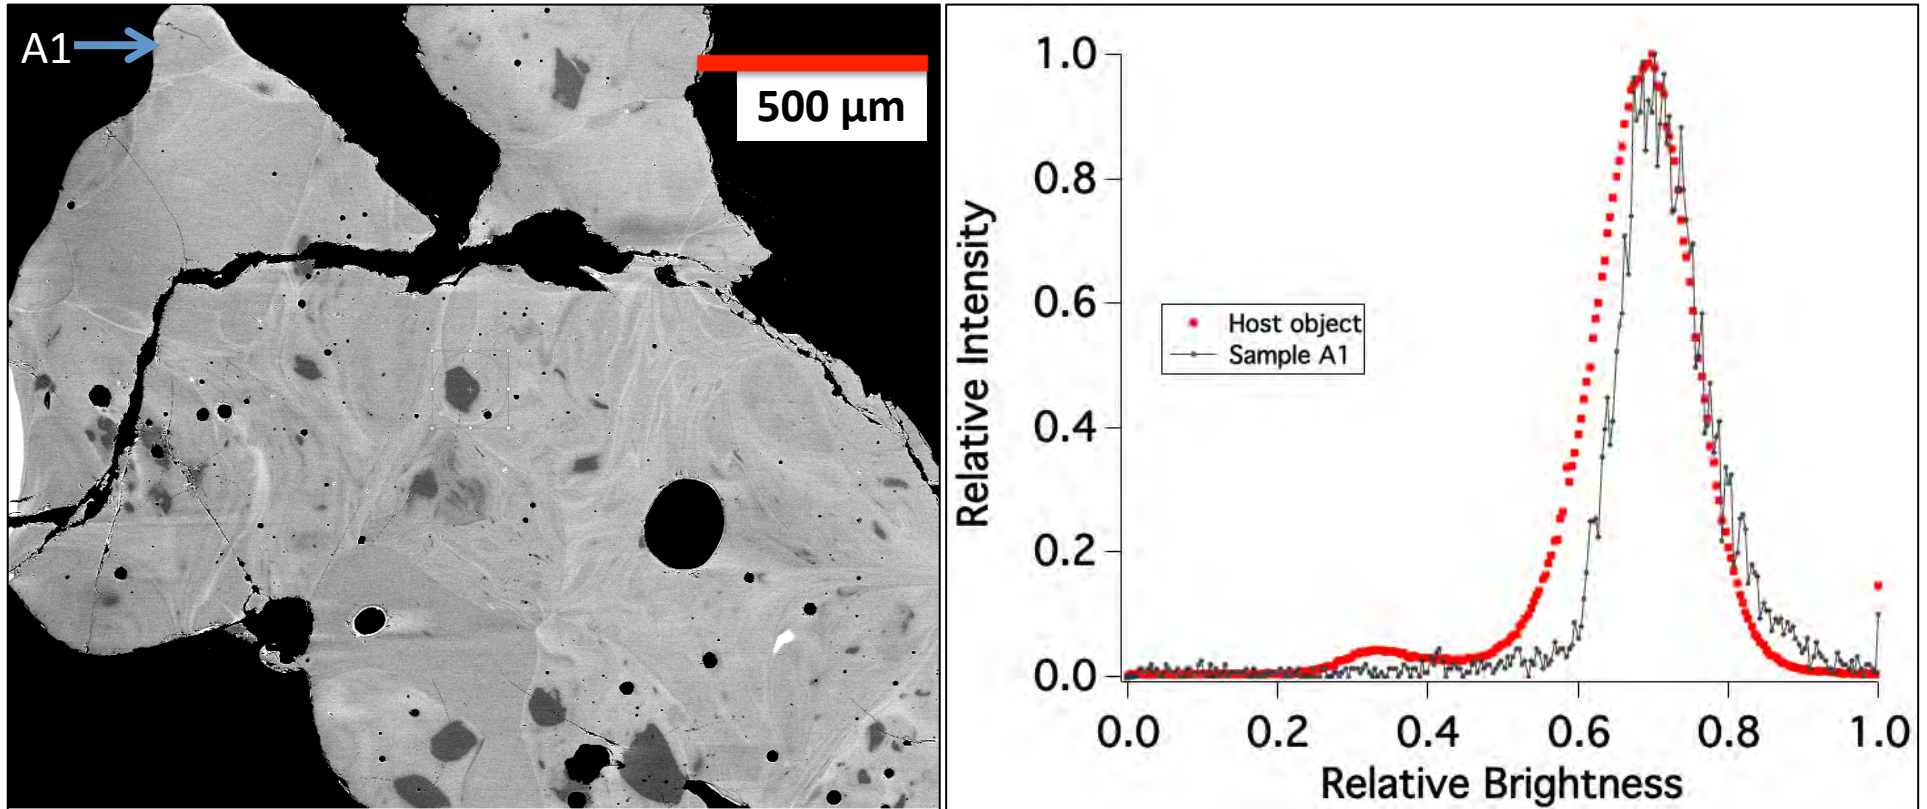 A1
500 µm
Relative Intensity
1.0
0.8
0.6
0.4
0.2
0.0
Host object
Sample A1
0.0 0.2 0.4 0.6 0.8 1.0
Relative Brightness